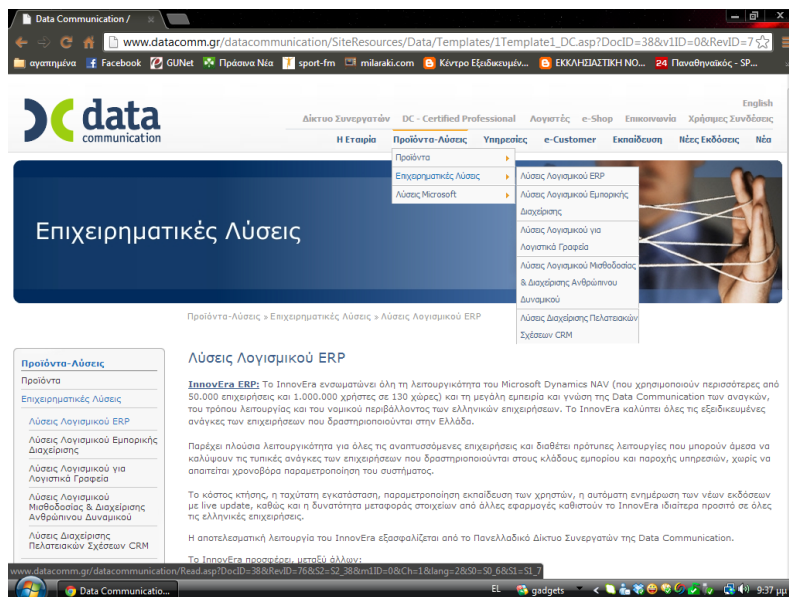 Data Communication /
www.datacomm.gr/datacommunication/SiteResources/Data/Templates/1Template1_DC.asp?DocID=38&v1ID=0&RevID=7
αγαπημένα Facebook GUNet Πράσινα Νέα sport-fm milaraki.com Κέντρο Εξειδικευμέν... ΕΚΚΛΗΣΙΑΣΤΙΚΗ ΝΟ... 24 Παναθηναϊκός - SP...
English
data
communication
Δίκτυο Συνεργατών DC - Certified Professional Λογιστές e-Shop Επικοινωνία Χρήσιμες Συνδέσεις
Η Εταιρία Προϊόντα-Λύσεις Υπηρεσίες e-Customer Εκπαίδευση Νέες Εκδόσεις Νέα
Προϊόντα
Επιχειρηματικές Λύσεις
Λύσεις Microsoft
Λύσεις Λογισμικού ERP
Λύσεις Λογισμικού Εμπορικής
Διαχείρισης
Λύσεις Λογισμικού για
Λογιστικά Γραφεία
Λύσεις Λογισμικού Μισθοδοσίας
& Διαχείρισης Ανθρώπινου
Δυναμικού
Λύσεις Διαχείρισης Πελατειακών
Σχέσεων CRM
Επιχειρηματικές Λύσεις
Προϊόντα-Λύσεις » Επιχειρηματικές Λύσεις » Λύσεις Λογισμικού ERP
Προϊόντα-Λύσεις
Προϊόντα
Επιχειρηματικές Λύσεις
Λύσεις Λογισμικού ERP
Λύσεις Λογισμικού Εμπορικής
Διαχείρισης
Λύσεις Λογισμικού για
Λογιστικά Γραφεία
Λύσεις Λογισμικού
Μισθοδοσίας & Διαχείρισης
Ανθρώπινου Δυναμικού
Λύσεις Διαχείρισης
Πελατειακών Σχέσεων CRM
Λύσεις Λογισμικού ERP
InnovEra ERP: Το InnovEra ενσωματώνει όλη τη λειτουργικότητα του Microsoft Dynamics NAV (που χρησιμοποιούν περισσότερες από
50.000 επιχειρήσεις και 1.000.000 χρήστες σε 130 χώρες) και τη μεγάλη εμπειρία και γνώση της Data Communication των αναγκών,
του τρόπου λειτουργίας και του νομικού περιβάλλοντος των ελληνικών επιχειρήσεων. Το InnovEra καλύπτει όλες τις εξειδικευμένες
ανάγκες των επιχειρήσεων που δραστηριοποιούνται στην Ελλάδα.
Παρέχει πλούσια λειτουργικότητα για όλες τις αναπτυσσόμενες επιχειρήσεις και διαθέτει πρότυπες λειτουργίες που μπορούν άμεσα να
καλύψουν τις τυπικές ανάγκες των επιχειρήσεων που δραστηριοποιούνται στους κλάδους εμπορίου και παροχής υπηρεσιών, χωρίς να
απαιτείται χρονοβόρα παραμετροποίηση του συστήματος.
Το κόστος κτήσης, η ταχύτατη εγκατάσταση, παραμετροποίηση εκπαίδευση των χρηστών, η αυτόματη ενημέρωση των νέων εκδόσεων
με live update, καθώς και η δυνατότητα μεταφοράς στοιχείων από άλλες εφαρμογές καθιστούν το InnovEra ιδιαίτερα προσιτό σε όλες
τις ελληνικές επιχειρήσεις.
Η αποτελεσματική λειτουργία του InnovEra εξασφαλίζεται από το Πανελλαδικό Δίκτυο Συνεργατών της Data Communication.
Το InnovEra προσφέρει, μεταξύ άλλων:
www.datacomm.gr/datacommunication/Read.asp?DocID=38&RevID=76&S2=S2_38&m1ID=0&Ch=1&lang=2&S0=S0_6&S1=S1_7
Data Communicatio...
EL gadgets 9:37 μμ